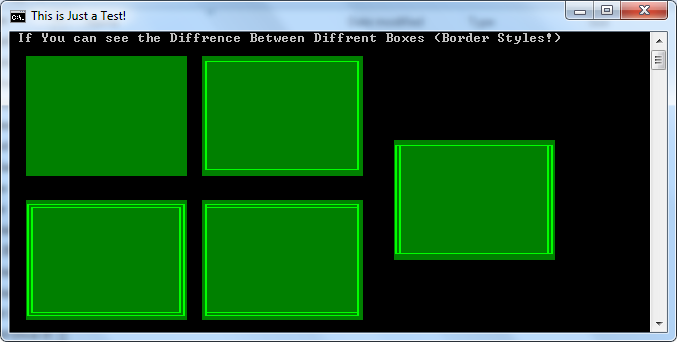 This is Just a Test!
If You can see the Diffrence Between Diffrent Boxes (Border Styles!)